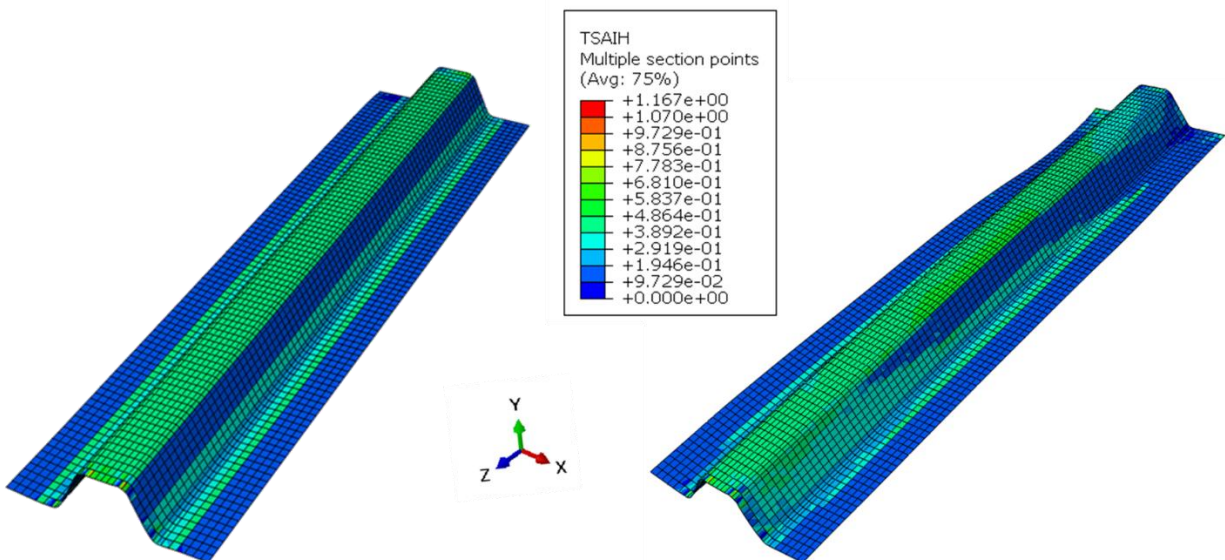 TSAIH
Multiple section points
(Avg: 75%)
+1.167e+00
+1.070e+00
+9.729e-01
+8.756e-01
+7.783e-01
+6.810e-01
+5.837e-01
+4.864e-01
+3.892e-01
+2.919e-01
+1.946e-01
+9.729e-02
+0.000e+00
Y
Z
X